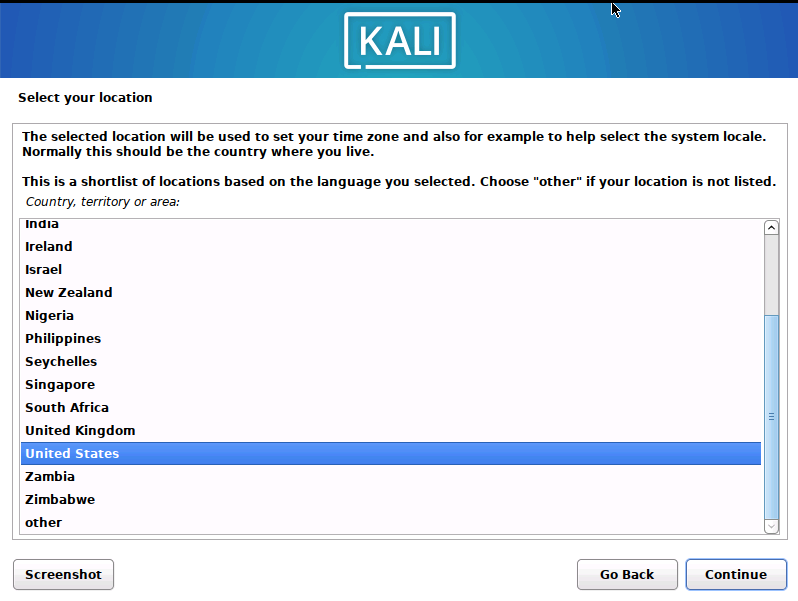 KALI
Select your location
The selected location will be used to set your time zone and also for example to help select the system locale.
Normally this should be the country where you live.
This is a shortlist of locations based on the language you selected. Choose "other" if your location is not listed.
Country, territory or area:
India
Ireland
Israel
New Zealand
Nigeria
Philippines
Seychelles
Singapore
South Africa
United Kingdom
United States
Zambia
Zimbabwe
other
Screenshot
Go Back
Continue